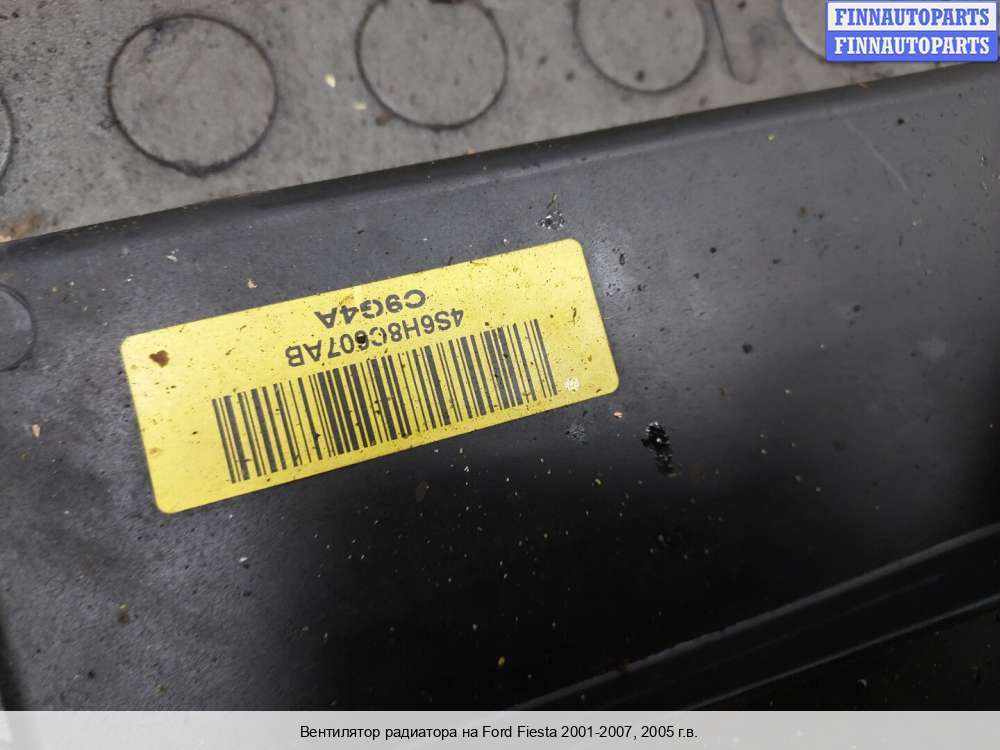 FINNAUTOPARTS
FINNAUTOPARTS
4S6H8C607AB
C9G4A
Вентилятор радиатора на Ford Fiesta 2001-2007, 2005 г.в.